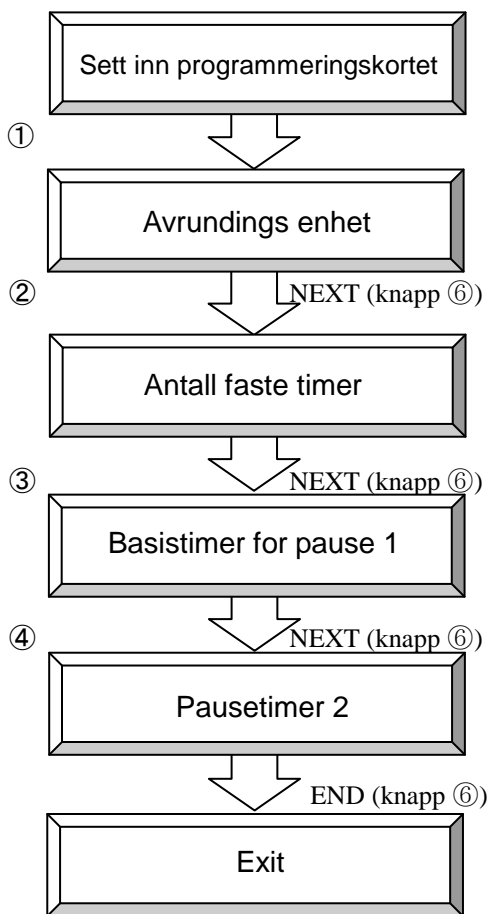 Sett inn programmeringskortet
①
Avrundings enhet
②
NEXT (knapp ⑥)
Antall faste timer
③
NEXT (knapp ⑥)
Basistimer for pause 1
④
NEXT (knapp ⑥)
Pausetimer 2
END (knapp ⑥)
Exit